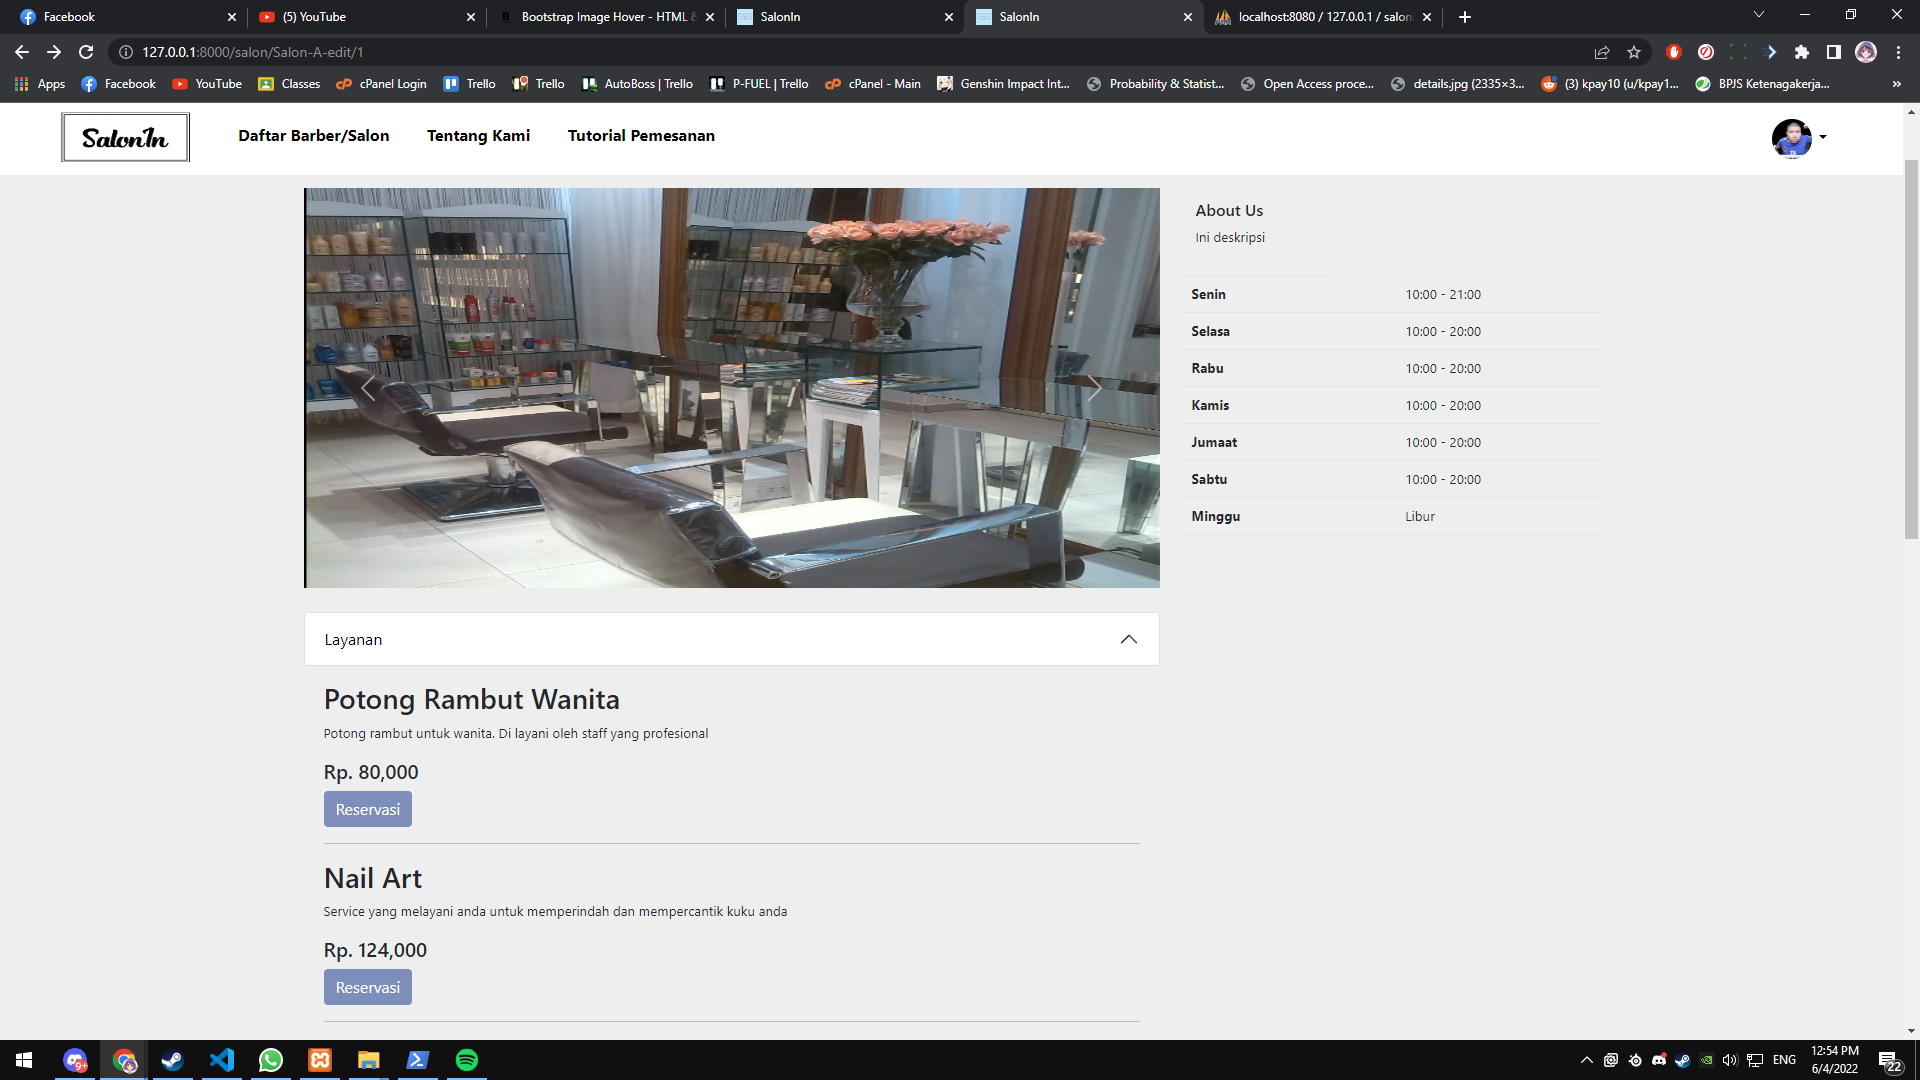 Facebook
(5) YouTube
Bootstrap Image Hover - HTML &
SalonIn
SalonIn
localhost:8080 / 127.0.0.1 / salon
127.0.0.1:8000/salon/Salon-A-edit/1
Apps
Facebook
YouTube
Classes
cPanel Login
Trello
Trello
AutoBoss | Trello
P-FUEL | Trello
cPanel - Main
Genshin Impact Int...
Probability & Statist...
Open Access proce...
details.jpg (2335×3...
(3) kpay10 (u/kpay1...
BPJS Ketenagakerja...
SalonIn
Daftar Barber/Salon
Tentang Kami
Tutorial Pemesanan
About Us
Ini deskripsi
Senin 10:00 - 21:00
Selasa 10:00 - 20:00
Rabu 10:00 - 20:00
Kamis 10:00 - 20:00
Jumaat 10:00 - 20:00
Sabtu 10:00 - 20:00
Minggu Libur
Layanan
Potong Rambut Wanita
Potong rambut untuk wanita. Di layani oleh staff yang profesional
Rp. 80,000
Reservasi
Nail Art
Service yang melayani anda untuk memperindah dan mempercantik kuku anda
Rp. 124,000
Reservasi
9+
ENG
12:54 PM
6/4/2022
22